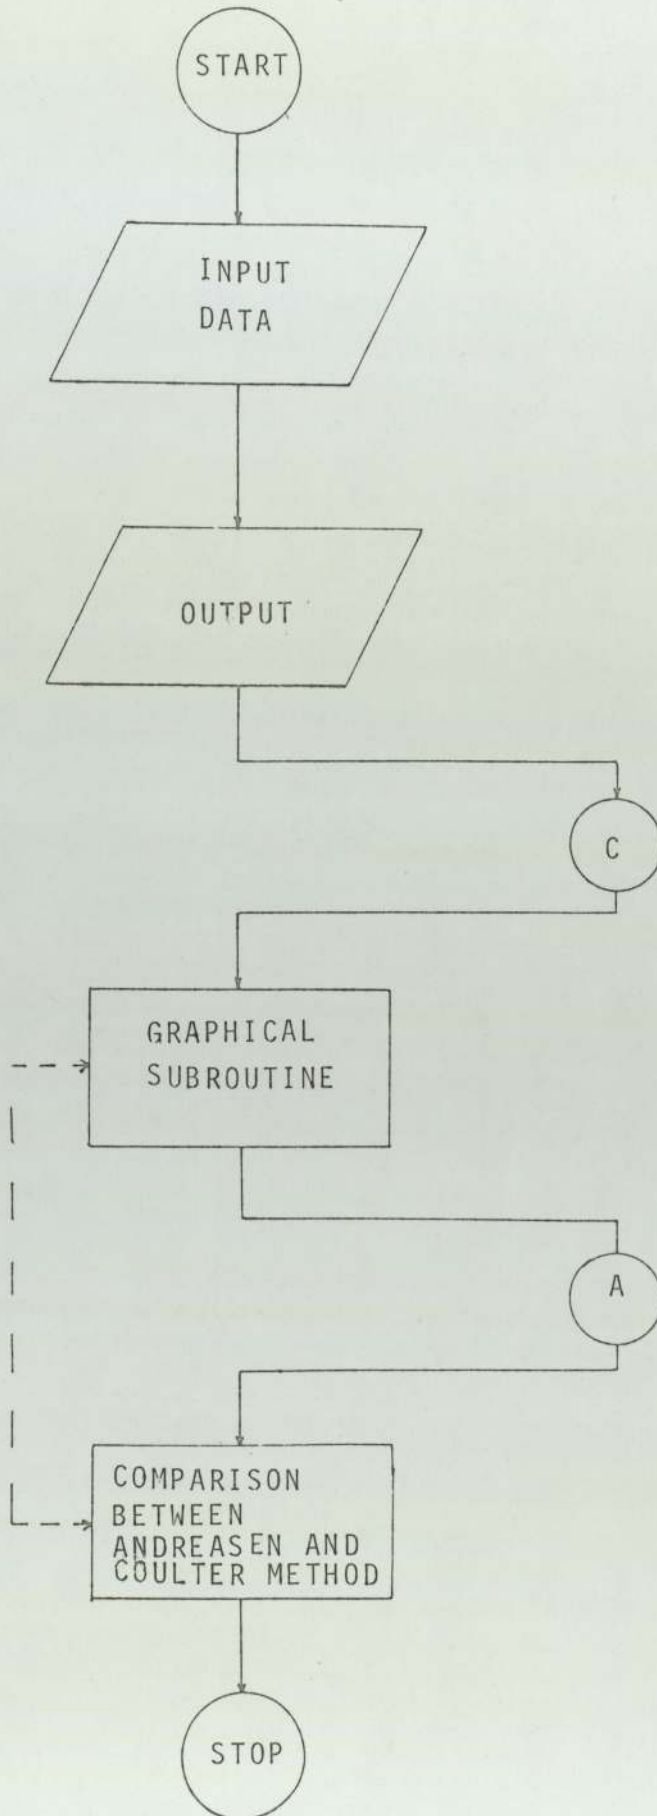 START
INPUT
DATA
OUTPUT
C
GRAPHICAL
SUBROUTINE
A
COMPARISON
BETWEEN
ANDREASEN AND
COULTER METHOD
STOP